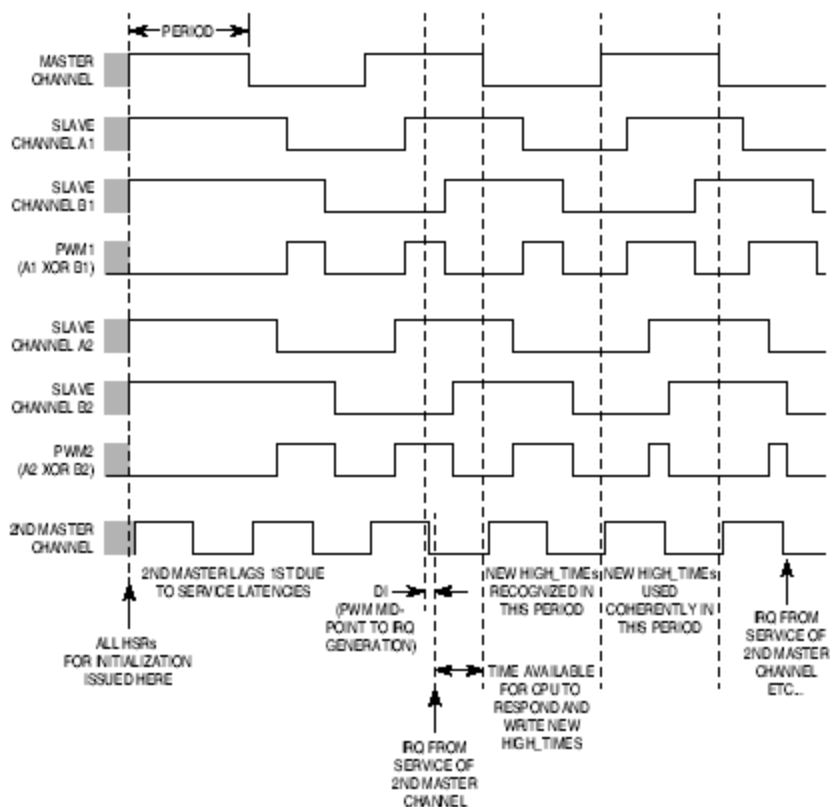 PERIOD
MASTER
CHANNEL
SLAVE
CHANNEL A1
SLAVE
CHANNEL B1
PWM1
(A1 XOR B1)
SLAVE
CHANNEL A2
SLAVE
CHANNEL B2
PWM2
(A2 XOR B2)
2ND MASTER
CHANNEL
2ND MASTER LAGS 1ST DUE
TO SERVICE LATENCIES
ALL HSRs
FOR INITIALIZATION
ISSUED HERE
DI
(PWM MID-
POINT TO IRQ
GENERATION)
NEW HIGH_TIMEs
RECOGNIZED IN
THIS PERIOD
NEW HIGH_TIMEs
USED
COHERENTLY IN
THIS PERIOD
IRQ FROM
SERVICE OF
2ND MASTER
CHANNEL
ETC...
TIME AVAILABLE
FOR CPU TO
RESPOND AND
WRITE NEW
HIGH_TIMES
IRQ FROM
SERVICE OF
2ND MASTER
CHANNEL